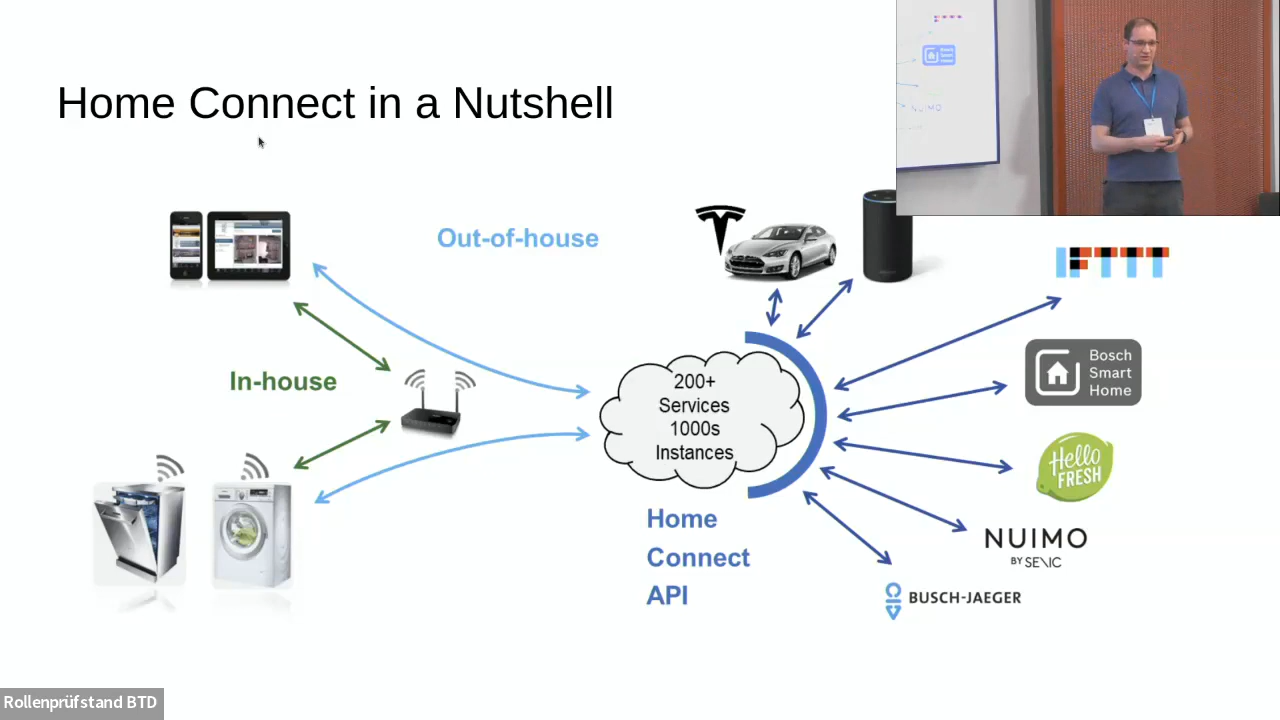 Home Connect in a Nutshell
Out-of-house
IFTTT
In-house
200+
Services
1000s
Instances
Bosch
Smart
Home
Hello
FRESH
Home
Connect
API
NUIMO
BY SENIC
BUSCH-JAEGER
NUIMO
Rollenprüfstand BTD